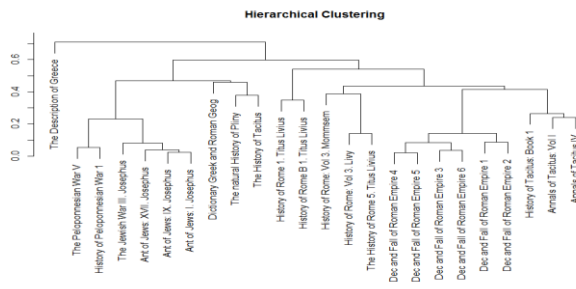 Hierarchical Clustering
0.6
0.4
0.2
0.0
The Description of Greece
The Peloponnesian War V
History of Peloponnesian War 1
The Jewish War III. Josephus
Ant of Jews: XVII. Josephus
Ant of Jews: IX. Josephus
Ant of Jews: I. Josephus
Dictionary Greek and Roman Geog
The natural History of Pliny
The History of Tacitus
History of Rome 1. Titus Livius
History of Rome B 1. Titus Livius
History of Rome: Vol 3. Mommsem
History of Rome: Vol 3. Livy
The History of Rome 5. Titus Livius
Dec and Fall of Roman Empire 4
Dec and Fall of Roman Empire 5
Dec and Fall of Roman Empire 3
Dec and Fall of Roman Empire 6
Dec and Fall of Roman Empire 1
Dec and Fall of Roman Empire 2
History of Tacitus: Book 1
Annals of Tacitus: Vol I
Annals of Tacitus IV